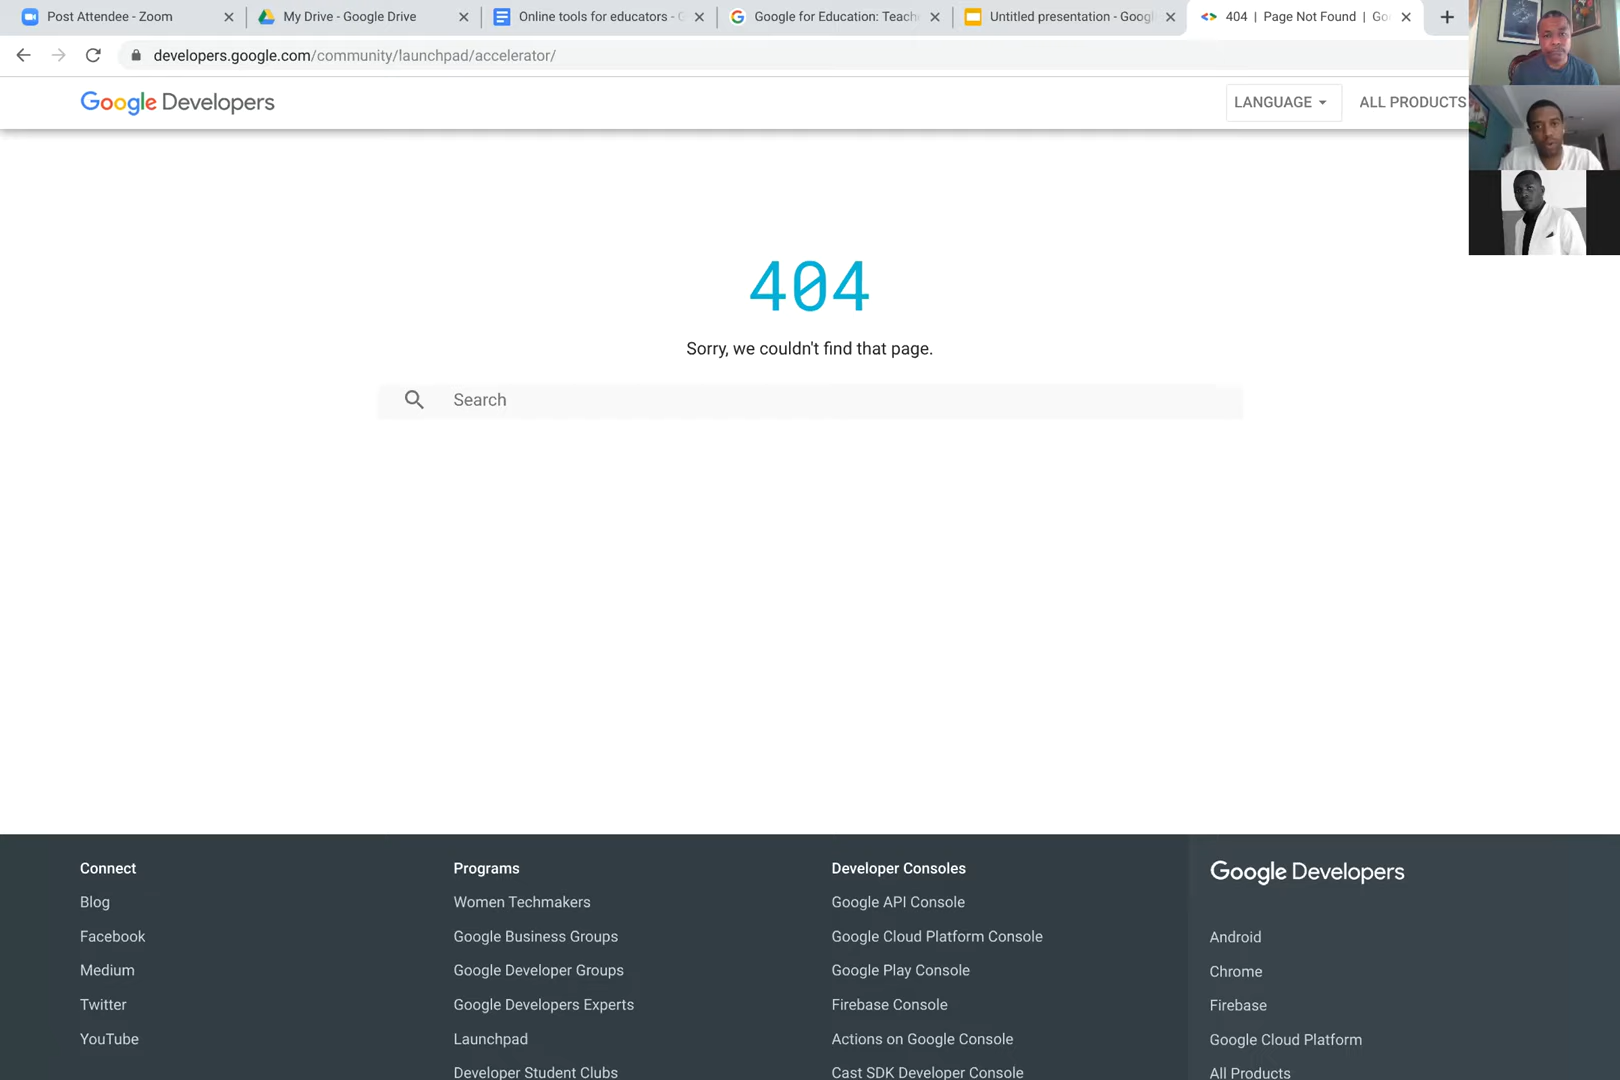 Post Attendee - Zoom
My Drive - Google Drive
Online tools for educators - G
Google for Education: Teach
Untitled presentation - Googl
404 | Page Not Found | Go
developers.google.com/community/launchpad/accelerator/
Google Developers
LANGUAGE
ALL PRODUCTS
404
Sorry, we couldn't find that page.
Search
Connect
Blog
Facebook
Medium
Twitter
YouTube
Programs
Women Techmakers
Google Business Groups
Google Developer Groups
Google Developers Experts
Launchpad
Developer Student Clubs
Developer Consoles
Google API Console
Google Cloud Platform Console
Google Play Console
Firebase Console
Actions on Google Console
Cast SDK Developer Console
Google Developers
Android
Chrome
Firebase
Google Cloud Platform
All Products